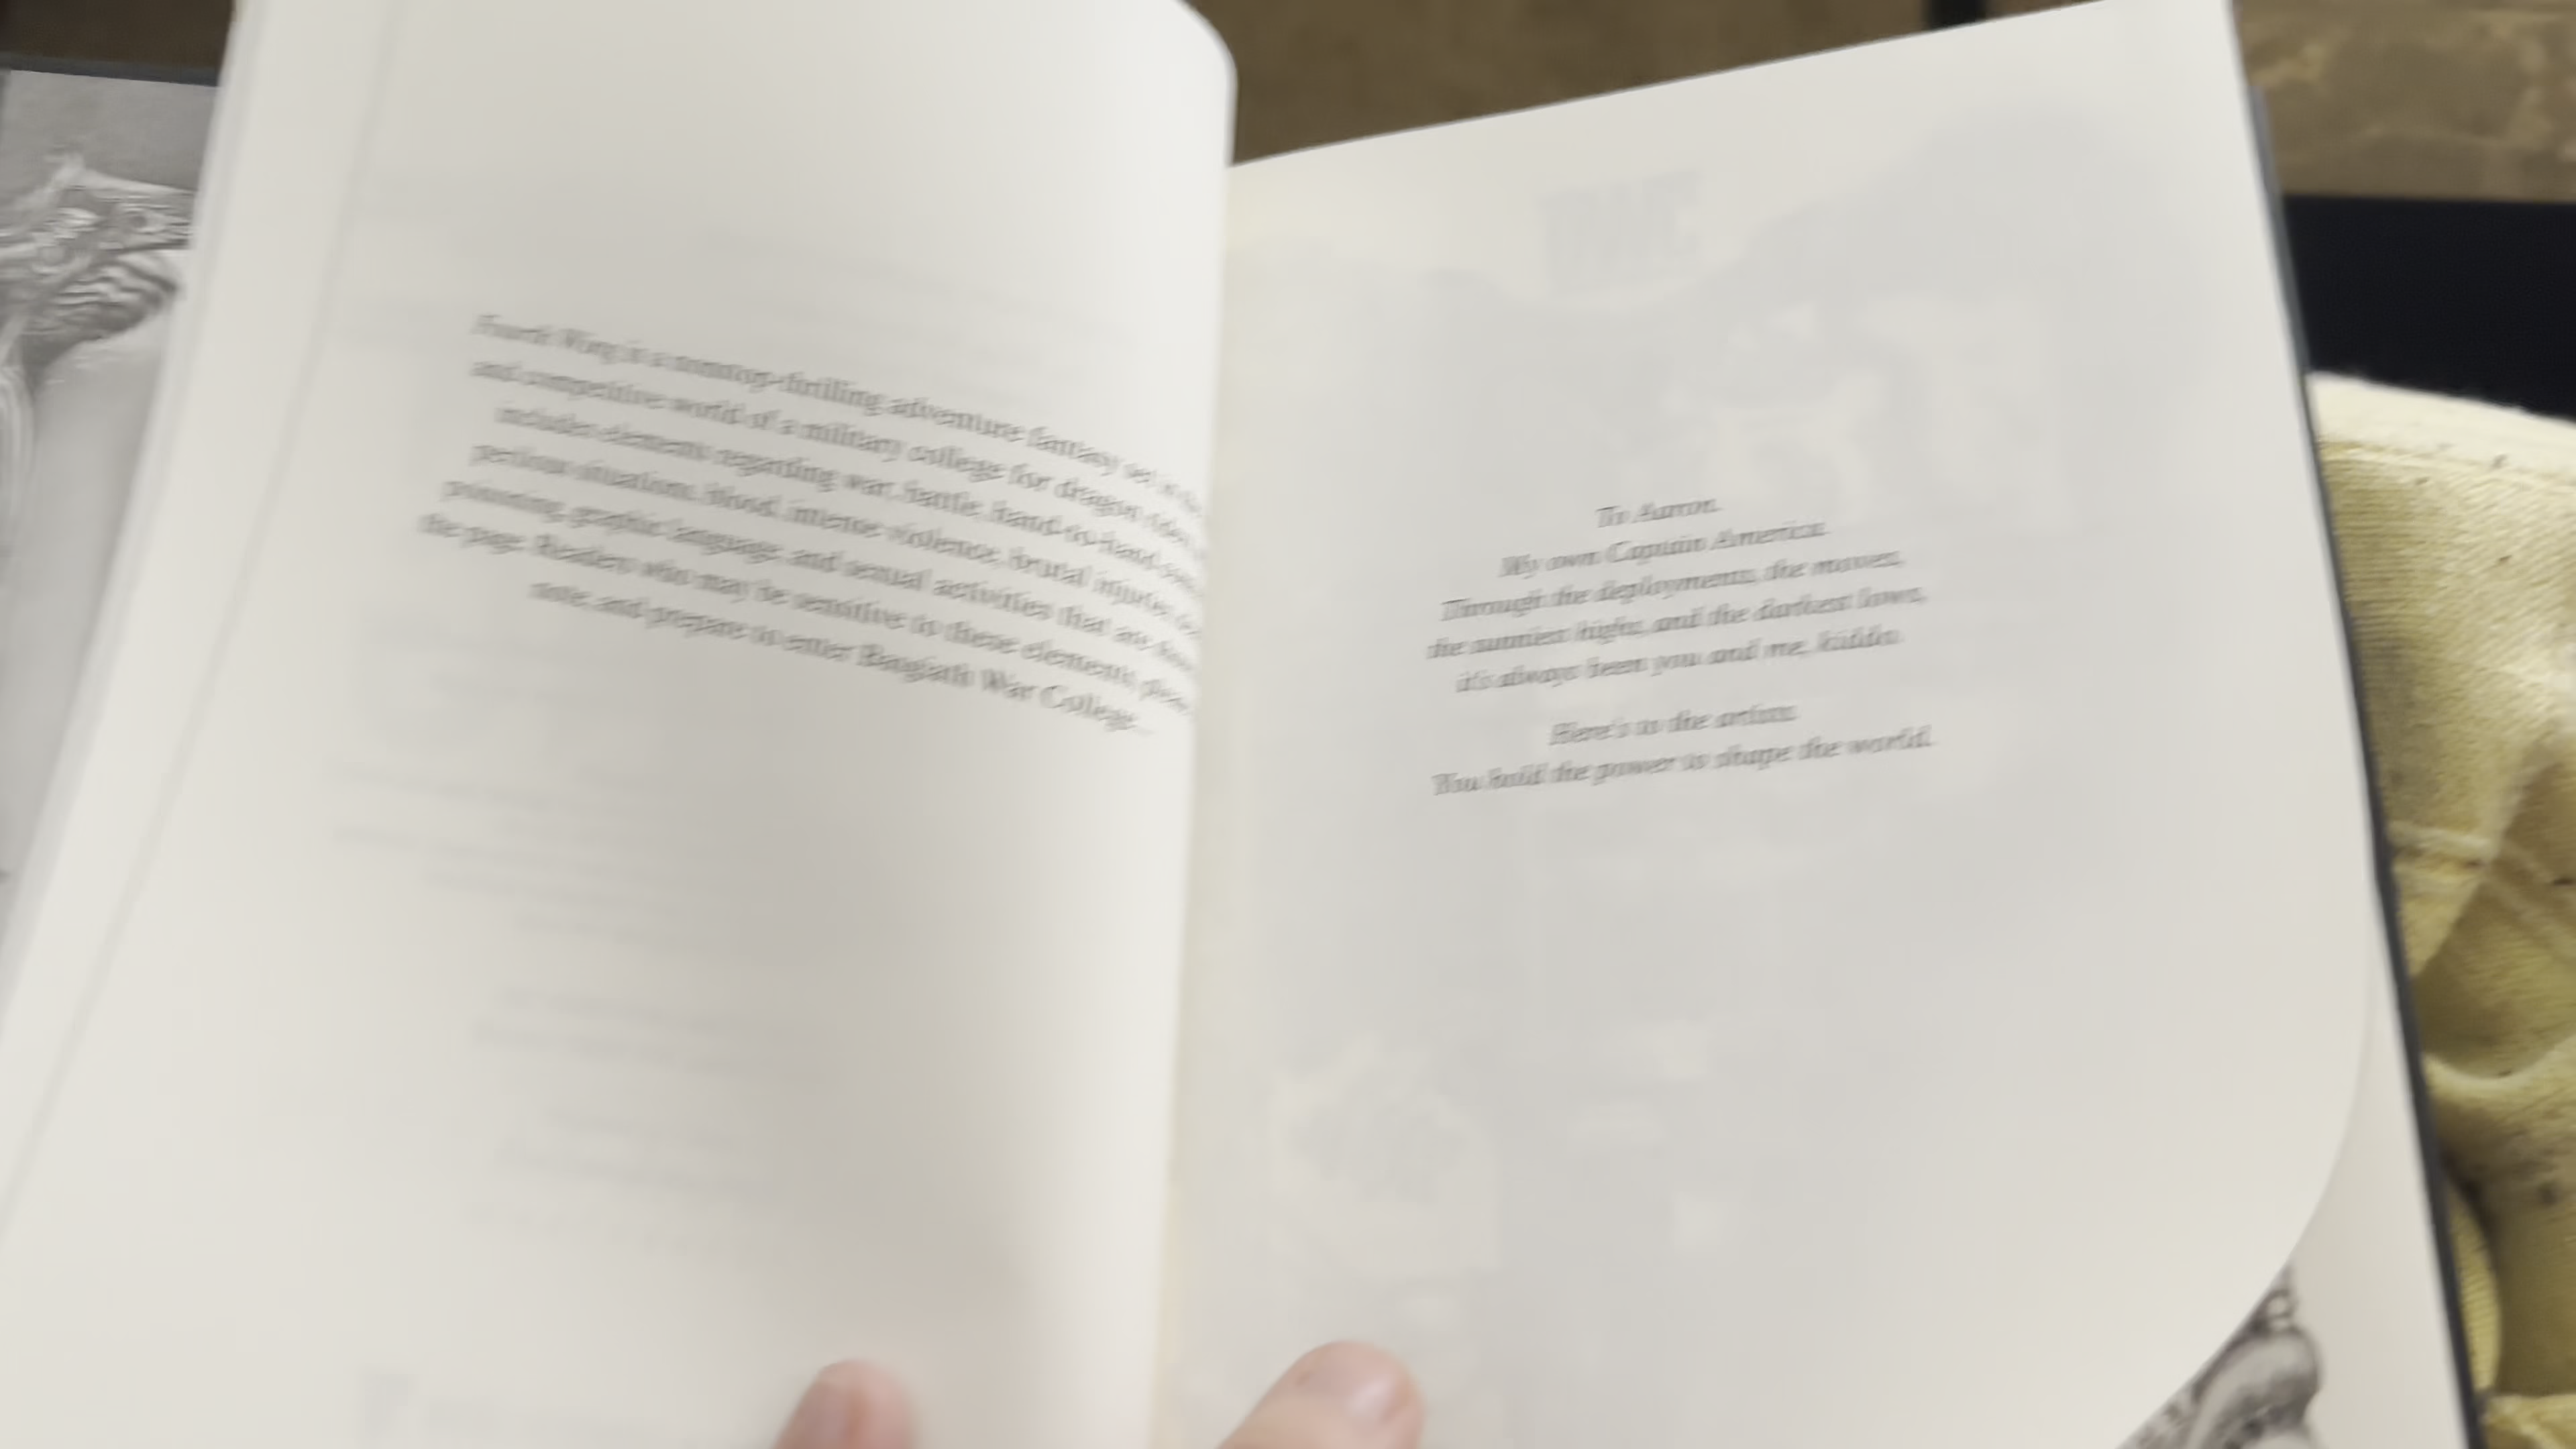 Fourth Wing is a nonstop-thrilling adventure fantasy set in the
and competitive world of a military college for dragon riders,
includes elements regarding war, battle, hand-to-hand
perilous situations, blood, intense violence, brutal injuries,
poisoning, graphic language, and sexual activities that are
the page. Readers who may be sensitive to these elements, please
note, and prepare to enter Basgiath War College...
To Aaron.
My own Captain America.
Through the deployments, the moves,
the sunniest highs, and the darkest lows,
it's always been you and me, kiddo.
Here's to the artists.
You hold the power to shape the world.